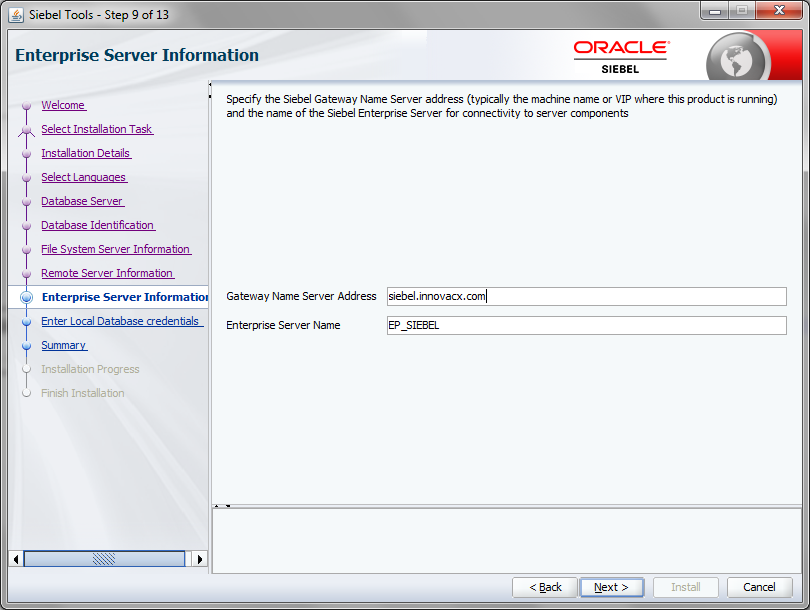 Siebel Tools - Step 9 of 13
Enterprise Server Information
ORACLE®
SIEBEL
Welcome
Select Installation Task
Installation Details
Select Languages
Database Server
Database Identification
File System Server Information
Remote Server Information
Enterprise Server Information
Enter Local Database credentials
Summary
Installation Progress
Finish Installation
Specify the Siebel Gateway Name Server address (typically the machine name or VIP where this product is running)
and the name of the Siebel Enterprise Server for connectivity to server components
Gateway Name Server Address siebel.innovacx.com
Enterprise Server Name EP_SIEBEL
< Back Next > Install Cancel